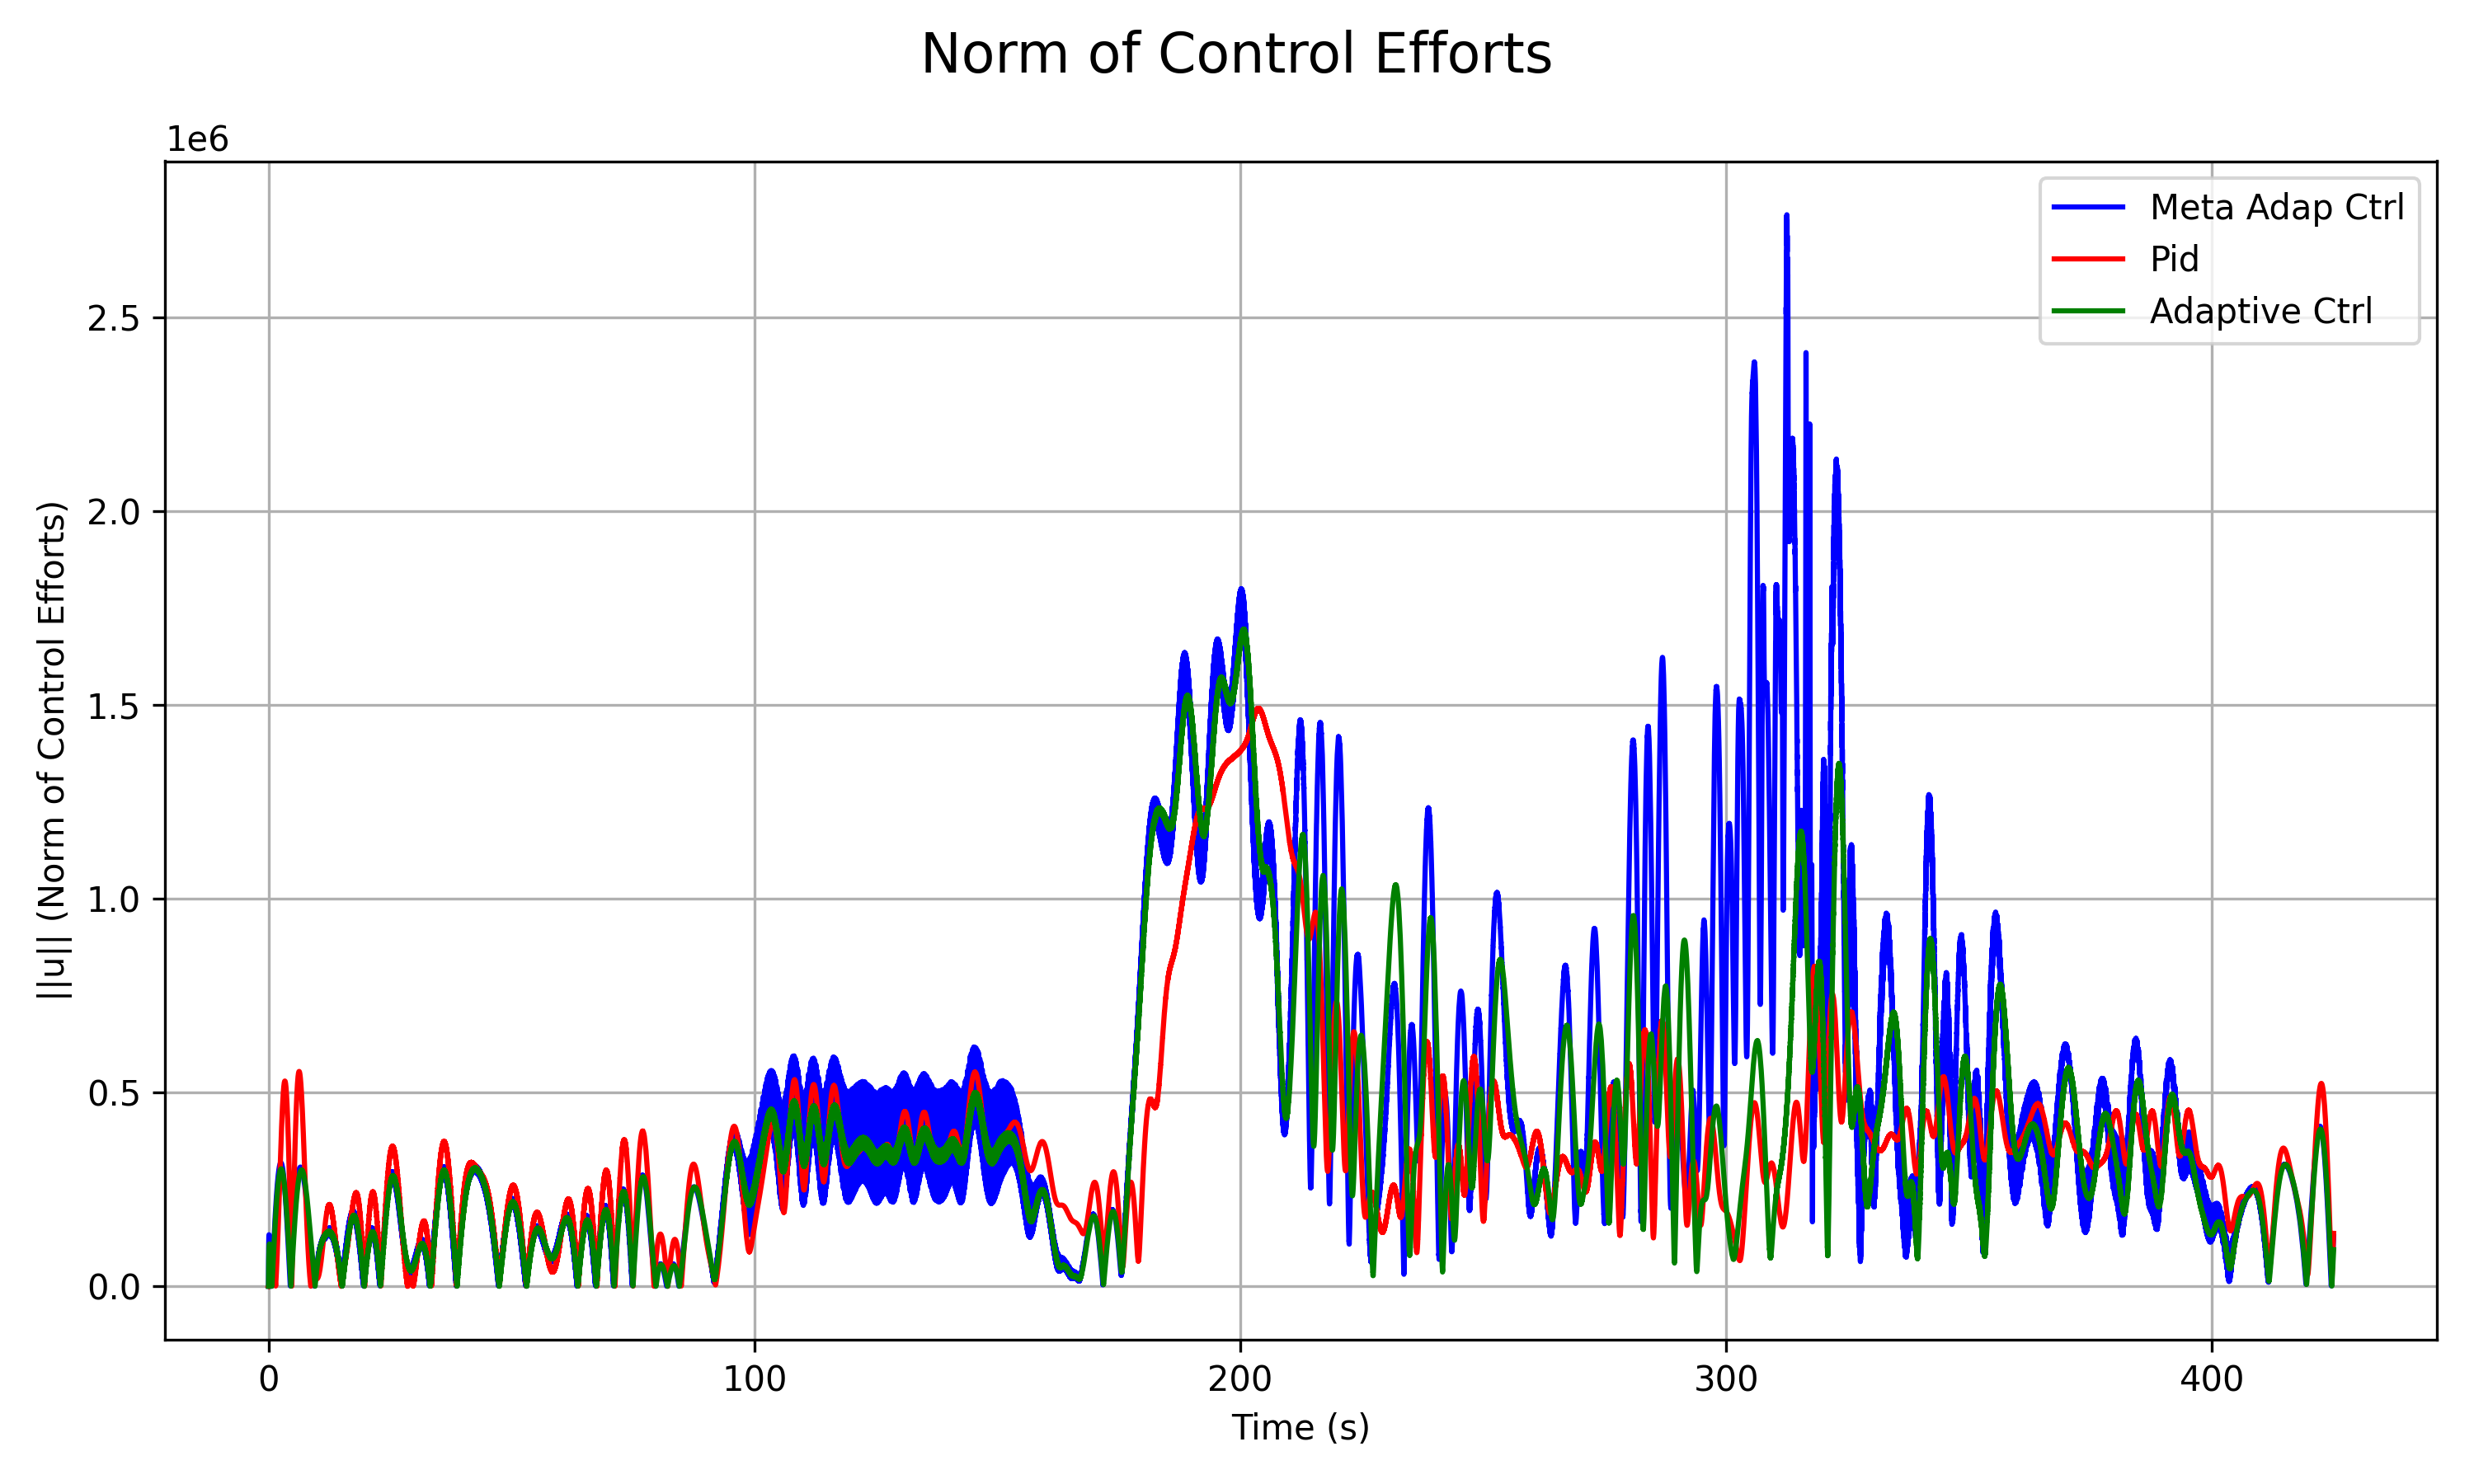 Norm of Control Efforts
1e6
Meta Adap Ctrl
Pid
Adaptive Ctrl
2.5
2.0
1.5
1.0
0.5
0.0
||u|| (Norm of Control Efforts)
0 100 200 300 400
Time (s)